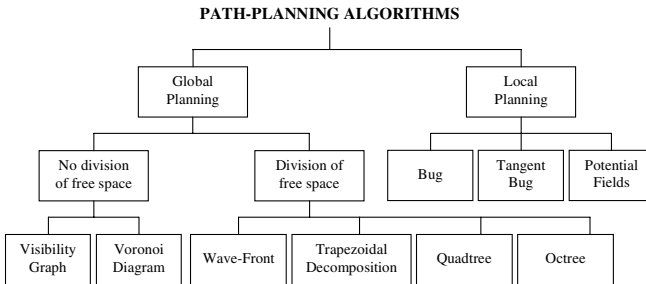 PATH-PLANNING ALGORITHMS
Global
Planning
Local
Planning
No division
of free space
Division of
free space
Bug
Tangent
Bug
Potential
Fields
Visibility
Graph
Voronoi
Diagram
Wave-Front
Trapezoidal
Decomposition
Quadtree
Octree